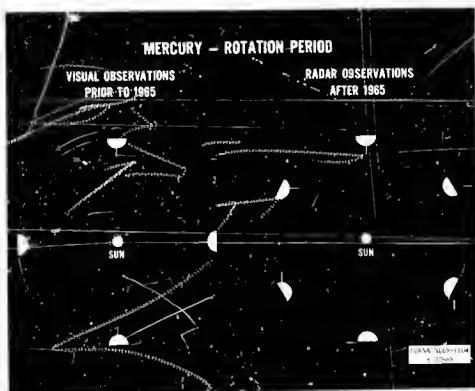 MERCURY – ROTATION PERIOD
VISUAL OBSERVATIONS
PRIOR TO 1965
RADAR OBSERVATIONS
AFTER 1965
SUN
SUN